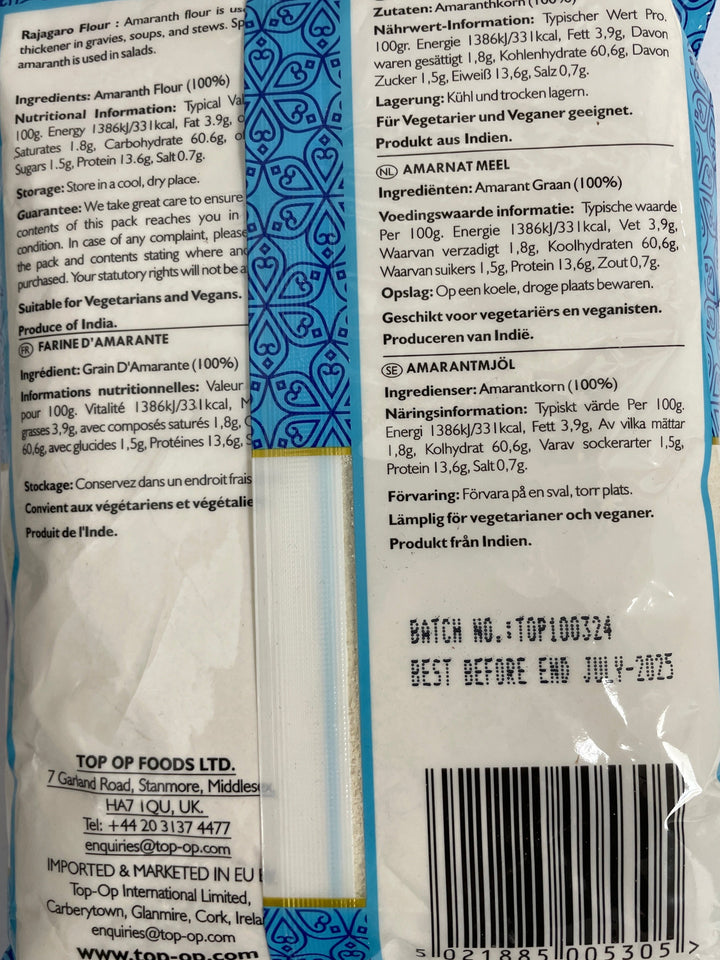 Rajagaro Flour : Amaranth flour is
thickener in gravies, soups, and stews.
amaranth is used in salads.
Ingredients: Amaranth Flour (100%)
Nutritional Information: Typical
100g. Energy 1386kJ/331kcal, Fat 3.9g,
Saturates 1.8g, Carbohydrate 60.6g,
Sugars 1.5g, Protein 13.6g, Salt 0.7g.
Storage: Store in a cool, dry place.
Guarantee: We take great care to ensure
contents of this pack reaches you in
condition. In case of any complaint, please
the pack and contents stating where
purchased. Your statutory rights will not be
Suitable for Vegetarians and Vegans.
Produce of India.
FR FARINE D'AMARANTE
Ingrédient: Grain D'Amarante (100%)
Informations nutritionnelles: Valeur
pour 100g. Vitalité 1386kJ/331kcal, M
grasses 3,9g, avec composés saturés 1,8g,
60,6g, avec glucides 1,5g, Protéines 13,6g, S
Stockage: Conservez dans un endroit frais
Convient aux végétariens et
Produit de l'Inde.
TOP OP FOODS LTD.
7 Garland Road, Stanmore,
HA7 1QU, UK.
Tel: +44 20 3137 4477
enquiries@top-op.com
IMPORTED & MARKETED IN EU
Top-Op International Limited,
Carberytown, Glanmire, Cork,
enquiries@top-op.com
www.top-op.com
Zutaten: Amaranthkorn (100%)
Nährwert-Information: Typischer Wert Pro.
100gr. Energie 1386kJ/331kcal, Fett 3,9g, Davon
waren gesättigt 1,8g, Kohlenhydrate 60,6g, Davon
Zucker 1,5g, Eiweiß 13,6g, Salz 0,7g.
Lagerung: Kühl und trocken lagern.
Für Vegetarier und Veganer geeignet.
Produkt aus Indien.
NL AMARNAT MEEL
Ingrediënten: Amarant Graan (100%)
Voedingswaarde informatie: Typische waarde
Per 100g. Energie 1386kJ/331kcal, Vet 3,9g,
Waarvan verzadigt 1,8g, Koolhydraten 60,6g,
Waarvan suikers 1,5g, Protein 13,6g, Zout 0,7g.
Opslag: Op een koele, droge plaats bewaren.
Geschikt voor vegetariërs en veganisten.
Produceren van Indië.
SE AMARANTMJÖL
Ingredienser: Amarantkorn (100%)
Näringsinformation: Typiskt värde Per 100g.
Energi 1386kJ/331kcal, Fett 3,9g, Av vilka mättar
1,8g, Kolhydrat 60,6g, Varav sockerarter 1,5g,
Protein 13,6g, Salt 0,7g.
Förvaring: Förvara på en sval, torr plats.
Lämplig för vegetarianer och veganer.
Produkt från Indien.
BATCH NO.:TOP100324
BEST BEFORE END JULY-2025
5 021885 005305 >